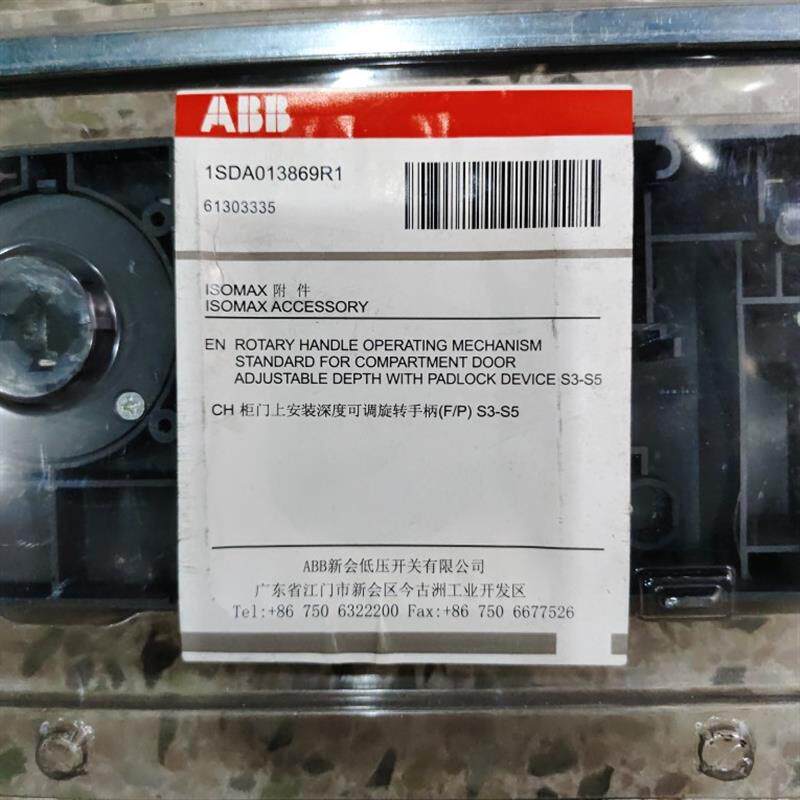 ABB
1SDA013869R1
61303335
ISOMAX 附 件
ISOMAX ACCESSORY
EN ROTARY HANDLE OPERATING MECHANISM
STANDARD FOR COMPARTMENT DOOR
ADJUSTABLE DEPTH WITH PADLOCK DEVICE S3-S5
CH 柜门上安装深度可调旋转手柄(F/P) S3-S5
ABB新会低压开关有限公司
广东省江门市新会区今古洲工业开发区
Tel:+86 750 6322200 Fax:+86 750 6677526